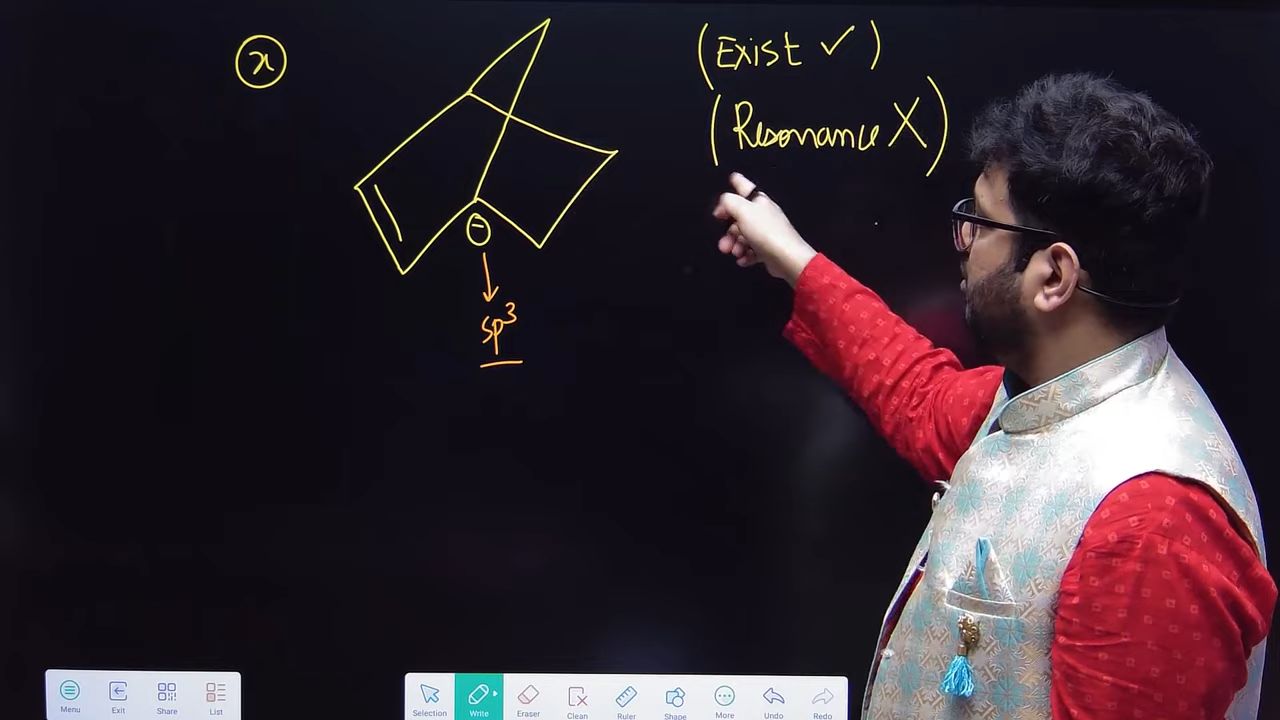 x
(Exist ✓)
(Resonance X)
⊖
sp³
Menu
Exit
Share
List
Selection
Write
Eraser
Clean
Ruler
Shape
More
Undo
Redo